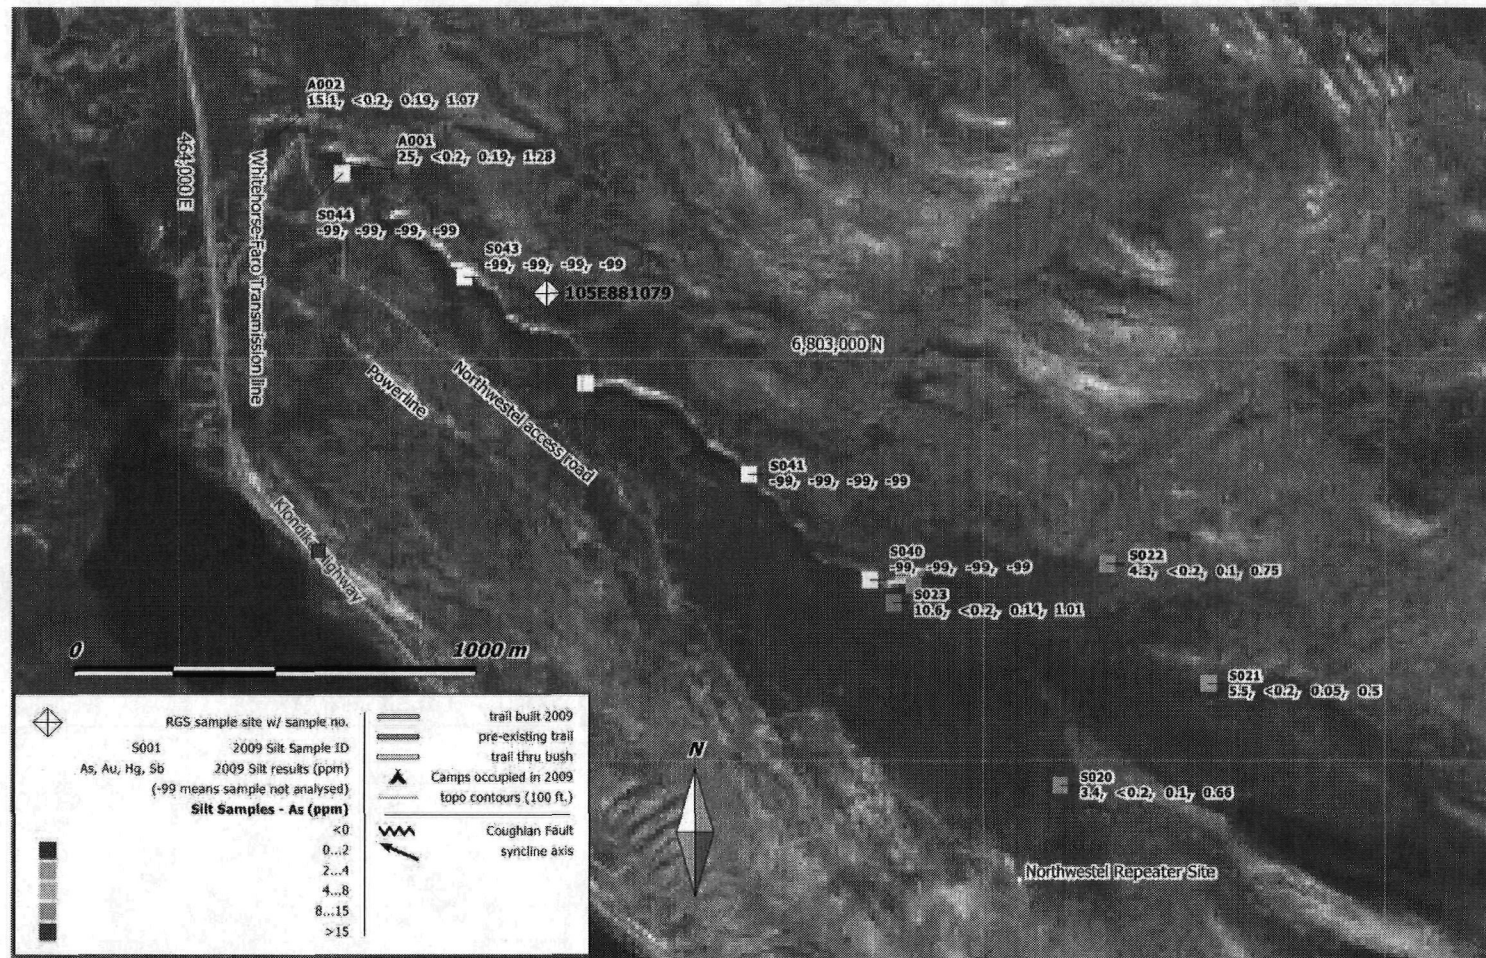 A002
15.1, <0.2, 0.19, 1.07
A001
25, <0.2, 0.19, 1.28
464,000 E
Whitehorse-Faro Transmission line
S044
-99, -99, -99, -99
S043
-99, -99, -99, -99
105E881079
6,803,000 N
Powerline
Northwestel access road
S041
-99, -99, -99, -99
Klondike Highway
S040
-99, -99, -99, -99
S022
4.3, <0.2, 0.1, 0.75
S023
10.6, <0.2, 0.14, 1.01
0 1000 m
S021
5.5, <0.2, 0.05, 0.5
S020
3.4, <0.2, 0.1, 0.66
N
Northwestel Repeater Site
RGS sample site w/ sample no.
S001 2009 Silt Sample ID
As, Au, Hg, Sb 2009 Silt results (ppm)
(-99 means sample not analysed)
Silt Samples - As (ppm)
<0
0...2
2...4
4...8
8...15
>15
trail built 2009
pre-existing trail
trail thru bush
Camps occupied in 2009
topo contours (100 ft.)
Coughlan Fault
syncline axis